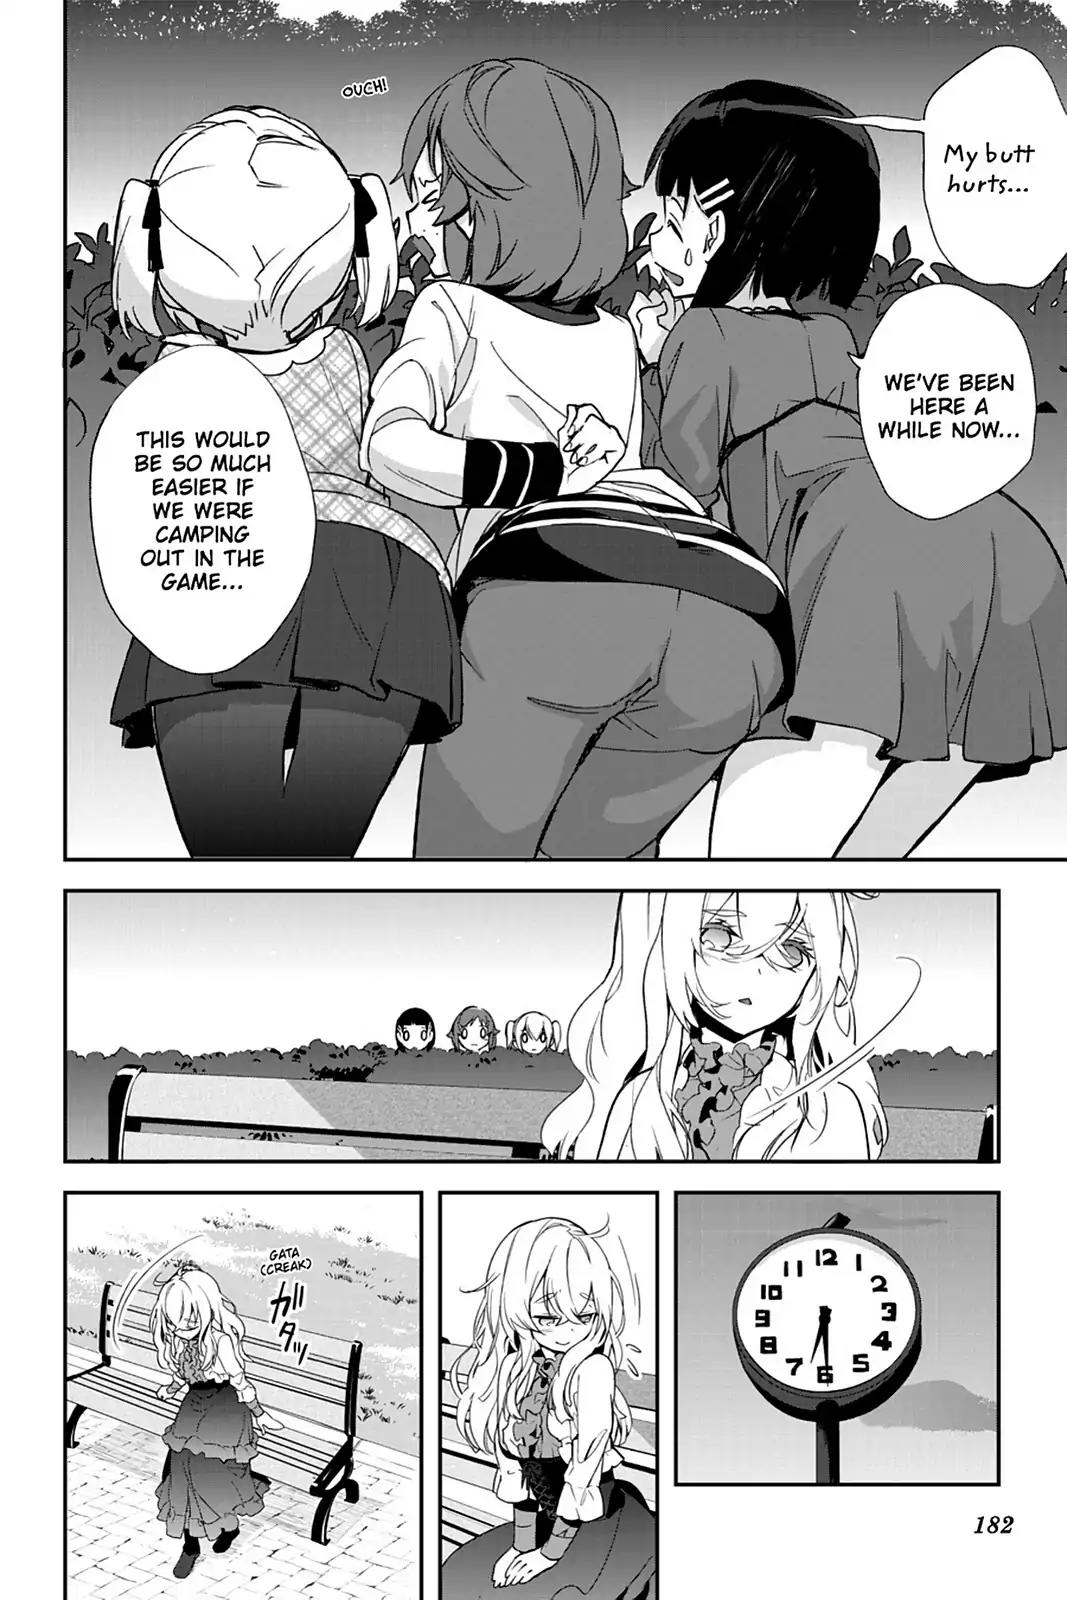 My butt
hurts...
WE'VE BEEN
HERE A
WHILE NOW...
OUCH!
THIS WOULD
BE SO MUCH
EASIER IF
WE WERE
CAMPING
OUT IN THE
GAME...
12
11
10
9
8
7
6
5
4
3
2
1
GATA
(CREAK)
ガタッ
182